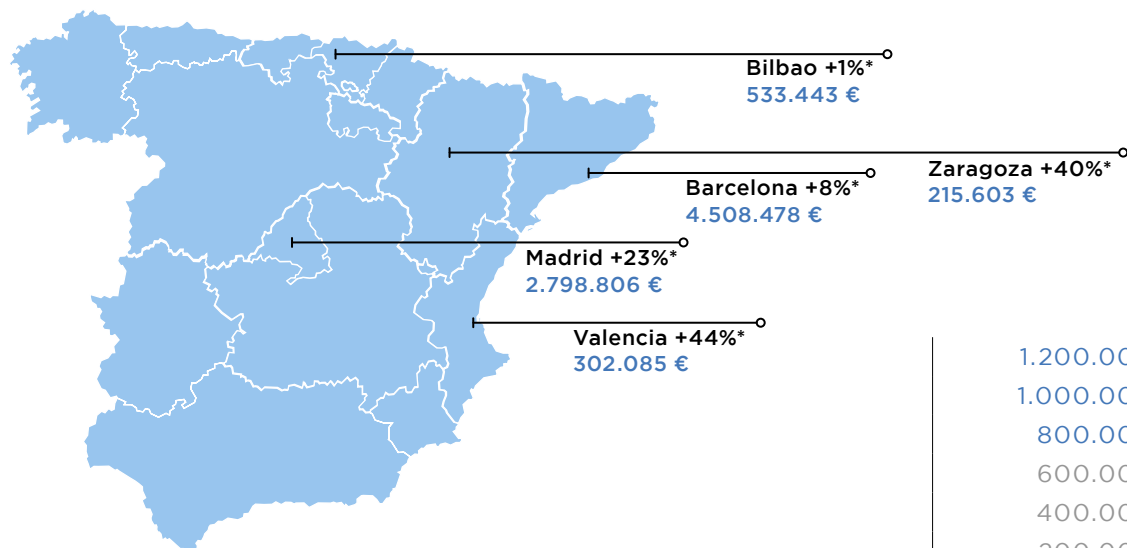 Bilbao +1%*
533.443 €
Zaragoza +40%*
215.603 €
Barcelona +8%*
4.508.478 €
Madrid +23%*
2.798.806 €
Valencia +44%*
302.085 €